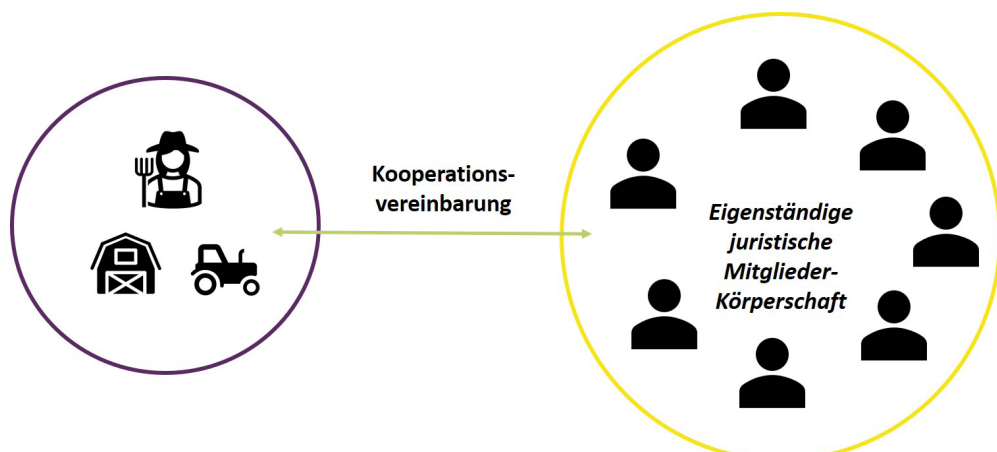 Kooperations-
vereinbarung
Eigenständige
juristische
Mitglieder-
Körperschaft